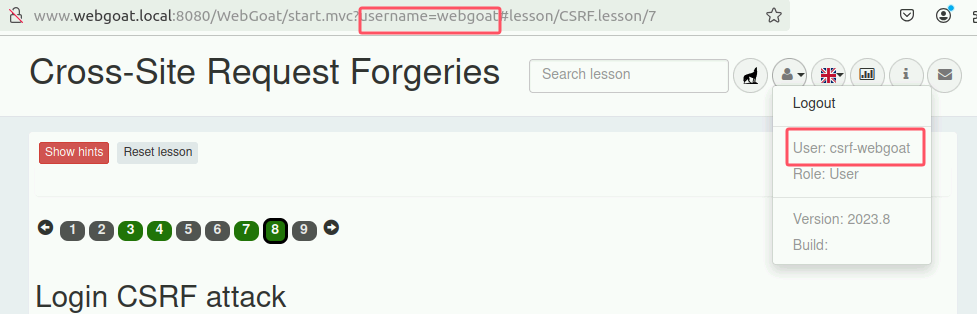 www.webgoat.local:8080/WebGoat/start.mvc?username=webgoat#lesson/CSRF.lesson/7
Cross-Site Request Forgeries
Search lesson
Logout
User: csrf-webgoat
Role: User
Version: 2023.8
Build:
Show hints
Reset lesson
1 2 3 4 5 6 7 8 9
Login CSRF attack